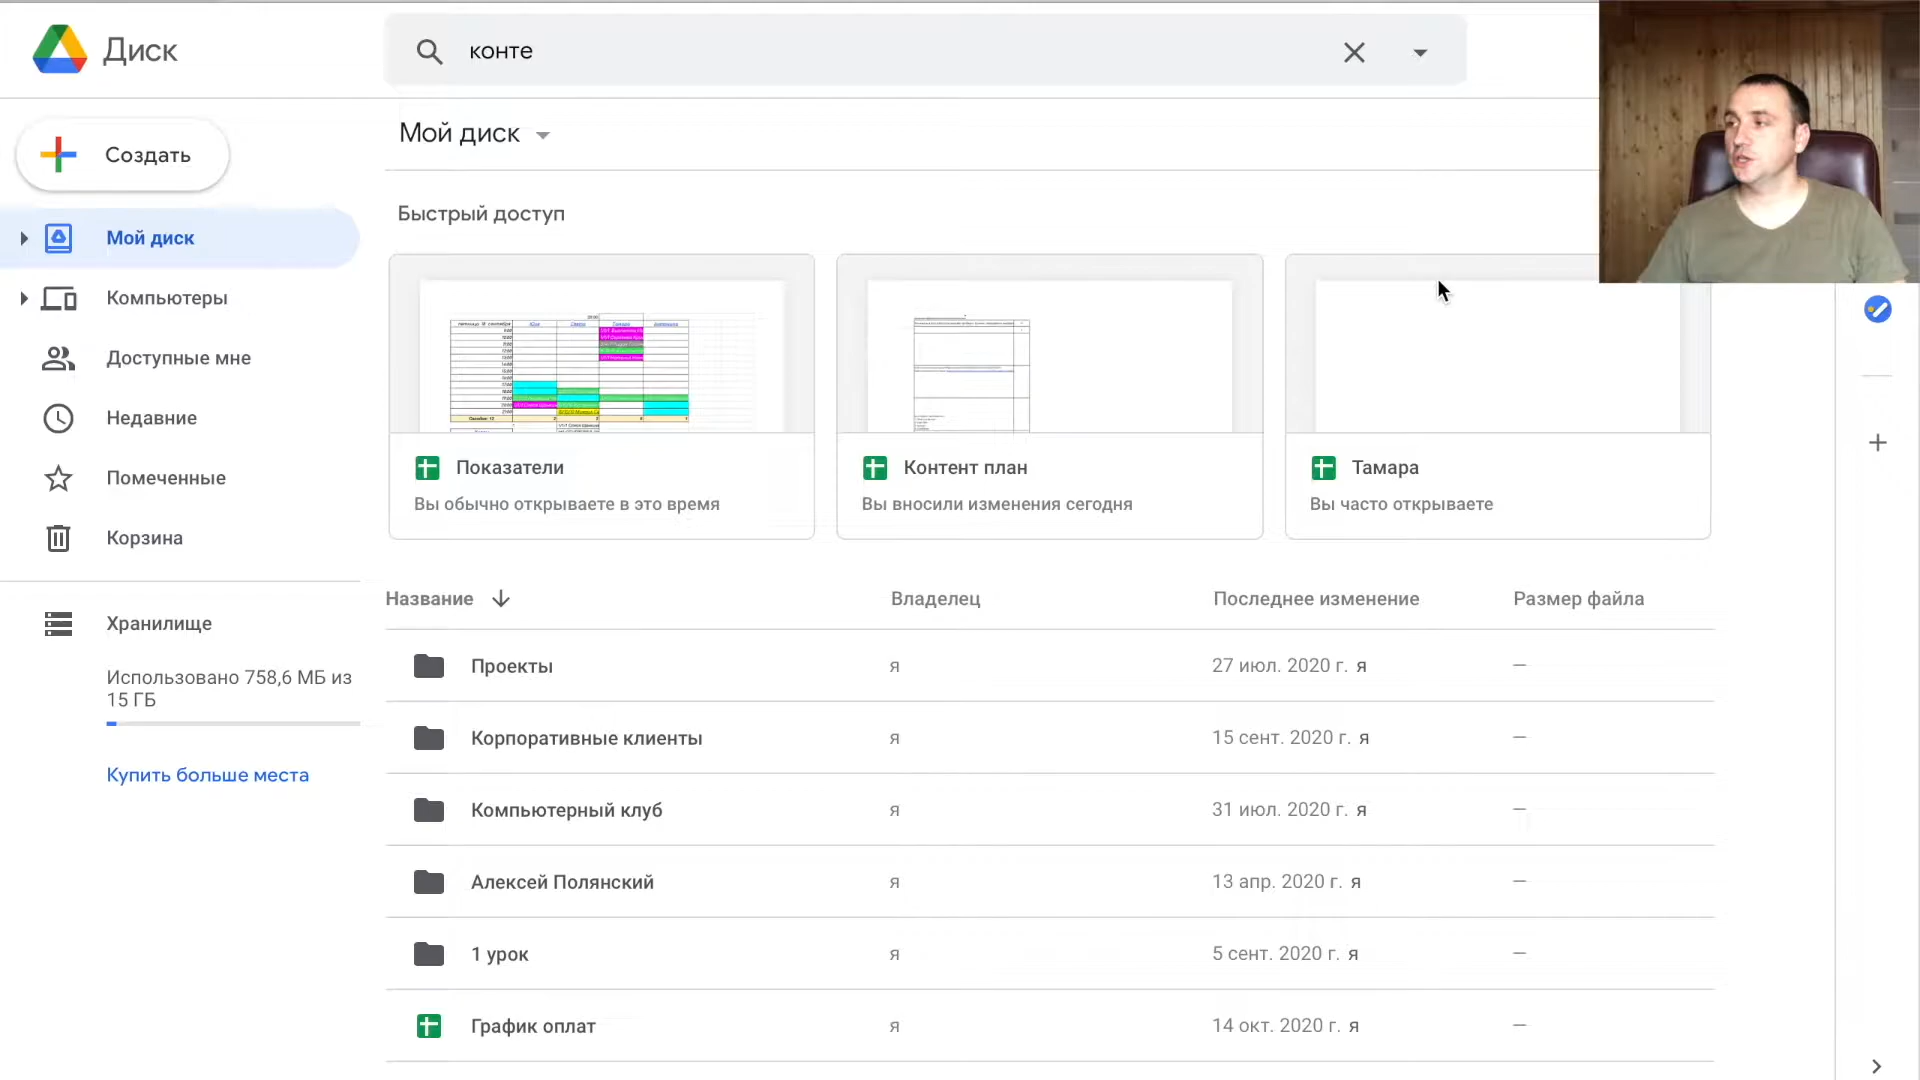 Диск
конте
Создать
Мой диск
Компьютеры
Доступные мне
Недавние
Помеченные
Корзина
Хранилище
Использовано 758,6 МБ из
15 ГБ
Купить больше места
Мой диск
Быстрый доступ
Показатели
Вы обычно открываете в это время
Контент план
Вы вносили изменения сегодня
Тамара
Вы часто открываете
Название Владелец Последнее изменение Размер файла
Проекты я 27 июл. 2020 г. я —
Корпоративные клиенты я 15 сент. 2020 г. я —
Компьютерный клуб я 31 июл. 2020 г. я —
Алексей Полянский я 13 апр. 2020 г. я —
1 урок я 5 сент. 2020 г. я —
График оплат я 14 окт. 2020 г. я —